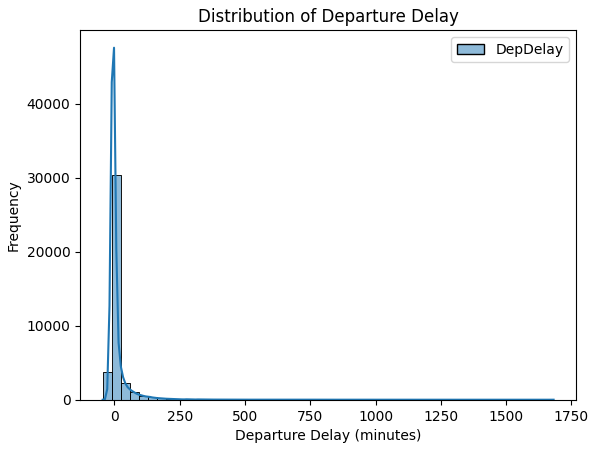 Distribution of Departure Delay
DepDelay
40000
30000
20000
10000
0
Frequency
0 250 500 750 1000 1250 1500 1750
Departure Delay (minutes)